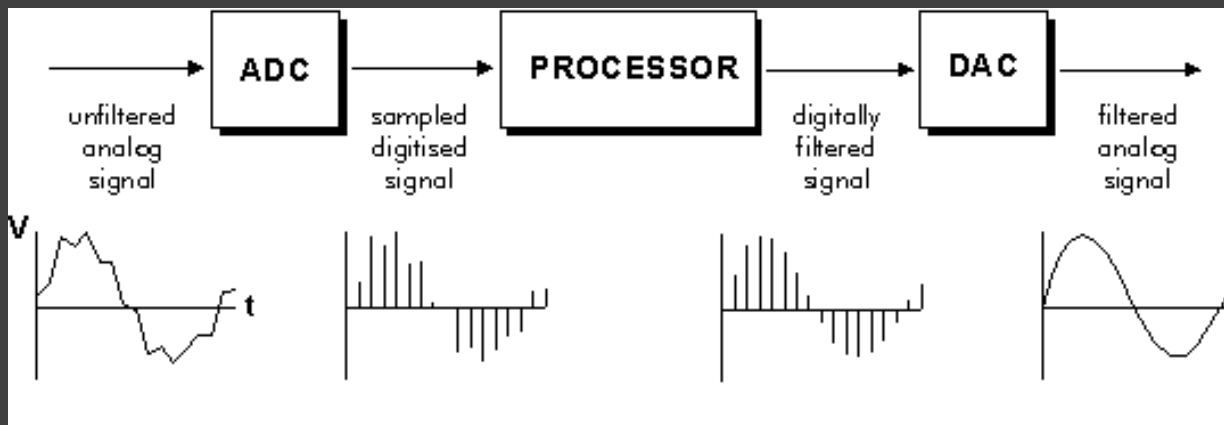 ADC
PROCESSOR
DAC
unfiltered
analog
signal
sampled
digitised
signal
digitally
filtered
signal
filtered
analog
signal
V
t